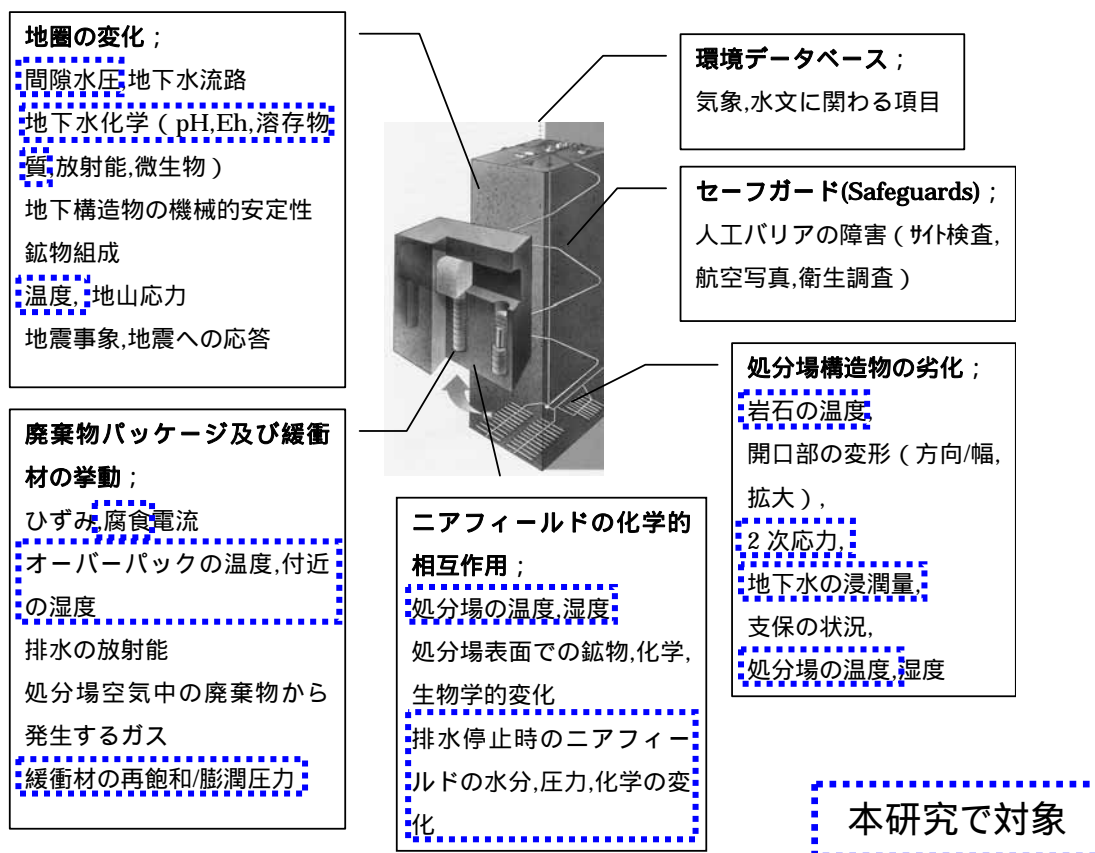 地圏の変化；
間隙水圧,地下水流路
地下水化学（pH,Eh,溶存物
質,放射能,微生物）
地下構造物の機械的安定性
鉱物組成
温度, 地山応力
地震事象,地震への応答
環境データベース；
気象,水文に関わる項目
セーフガード(Safeguards)；
人工バリアの障害（ｻｲﾄ検査,
航空写真,衛生調査）
処分場構造物の劣化；
岩石の温度,
開口部の変形（方向/幅,
拡大）,
2 次応力,
地下水の浸潤量,
支保の状況,
処分場の温度,湿度
廃棄物パッケージ及び緩衝
材の挙動；
ひずみ,腐食電流
オーバーパックの温度,付近
の湿度
排水の放射能
処分場空気中の廃棄物から
発生するガス
緩衝材の再飽和/膨潤圧力
ニアフィールドの化学的
相互作用；
処分場の温度,湿度
処分場表面での鉱物,化学,
生物学的変化
排水停止時のニアフィー
ルドの水分,圧力,化学の変
化
本研究で対象